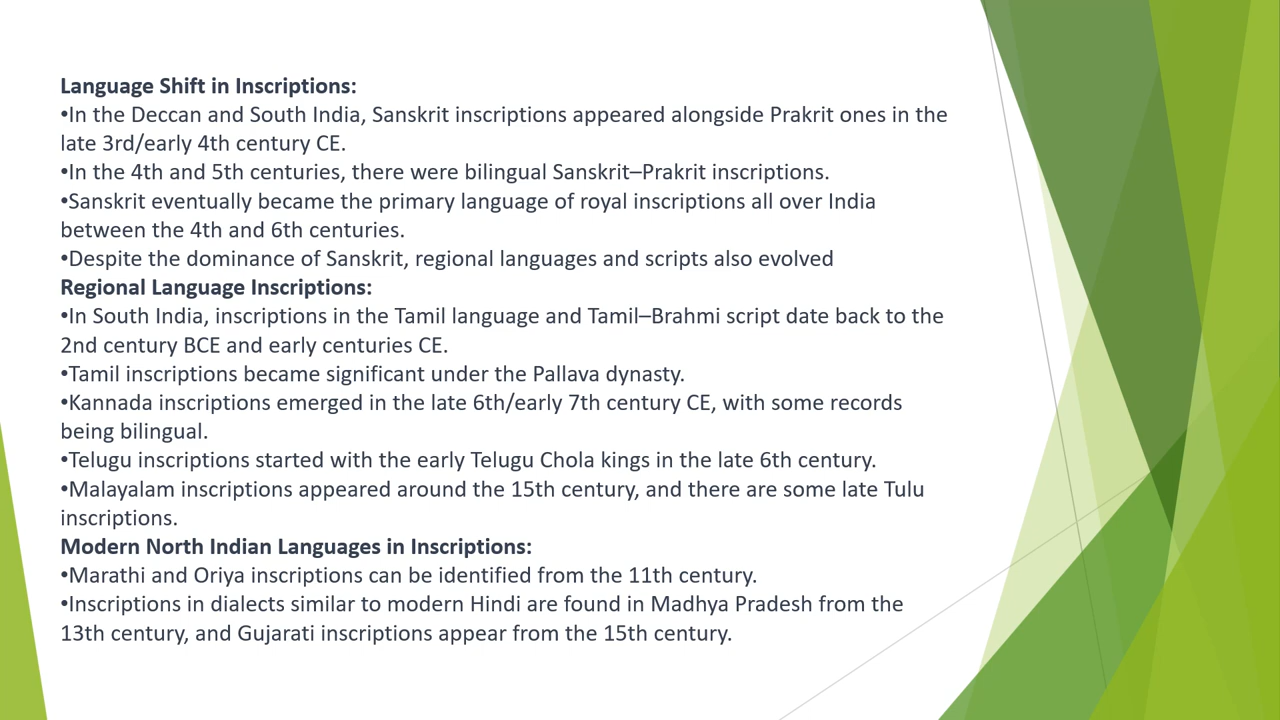 Language Shift in Inscriptions:
•In the Deccan and South India, Sanskrit inscriptions appeared alongside Prakrit ones in the
late 3rd/early 4th century CE.
•In the 4th and 5th centuries, there were bilingual Sanskrit–Prakrit inscriptions.
•Sanskrit eventually became the primary language of royal inscriptions all over India
between the 4th and 6th centuries.
•Despite the dominance of Sanskrit, regional languages and scripts also evolved
Regional Language Inscriptions:
•In South India, inscriptions in the Tamil language and Tamil–Brahmi script date back to the
2nd century BCE and early centuries CE.
•Tamil inscriptions became significant under the Pallava dynasty.
•Kannada inscriptions emerged in the late 6th/early 7th century CE, with some records
being bilingual.
•Telugu inscriptions started with the early Telugu Chola kings in the late 6th century.
•Malayalam inscriptions appeared around the 15th century, and there are some late Tulu
inscriptions.
Modern North Indian Languages in Inscriptions:
•Marathi and Oriya inscriptions can be identified from the 11th century.
•Inscriptions in dialects similar to modern Hindi are found in Madhya Pradesh from the
13th century, and Gujarati inscriptions appear from the 15th century.